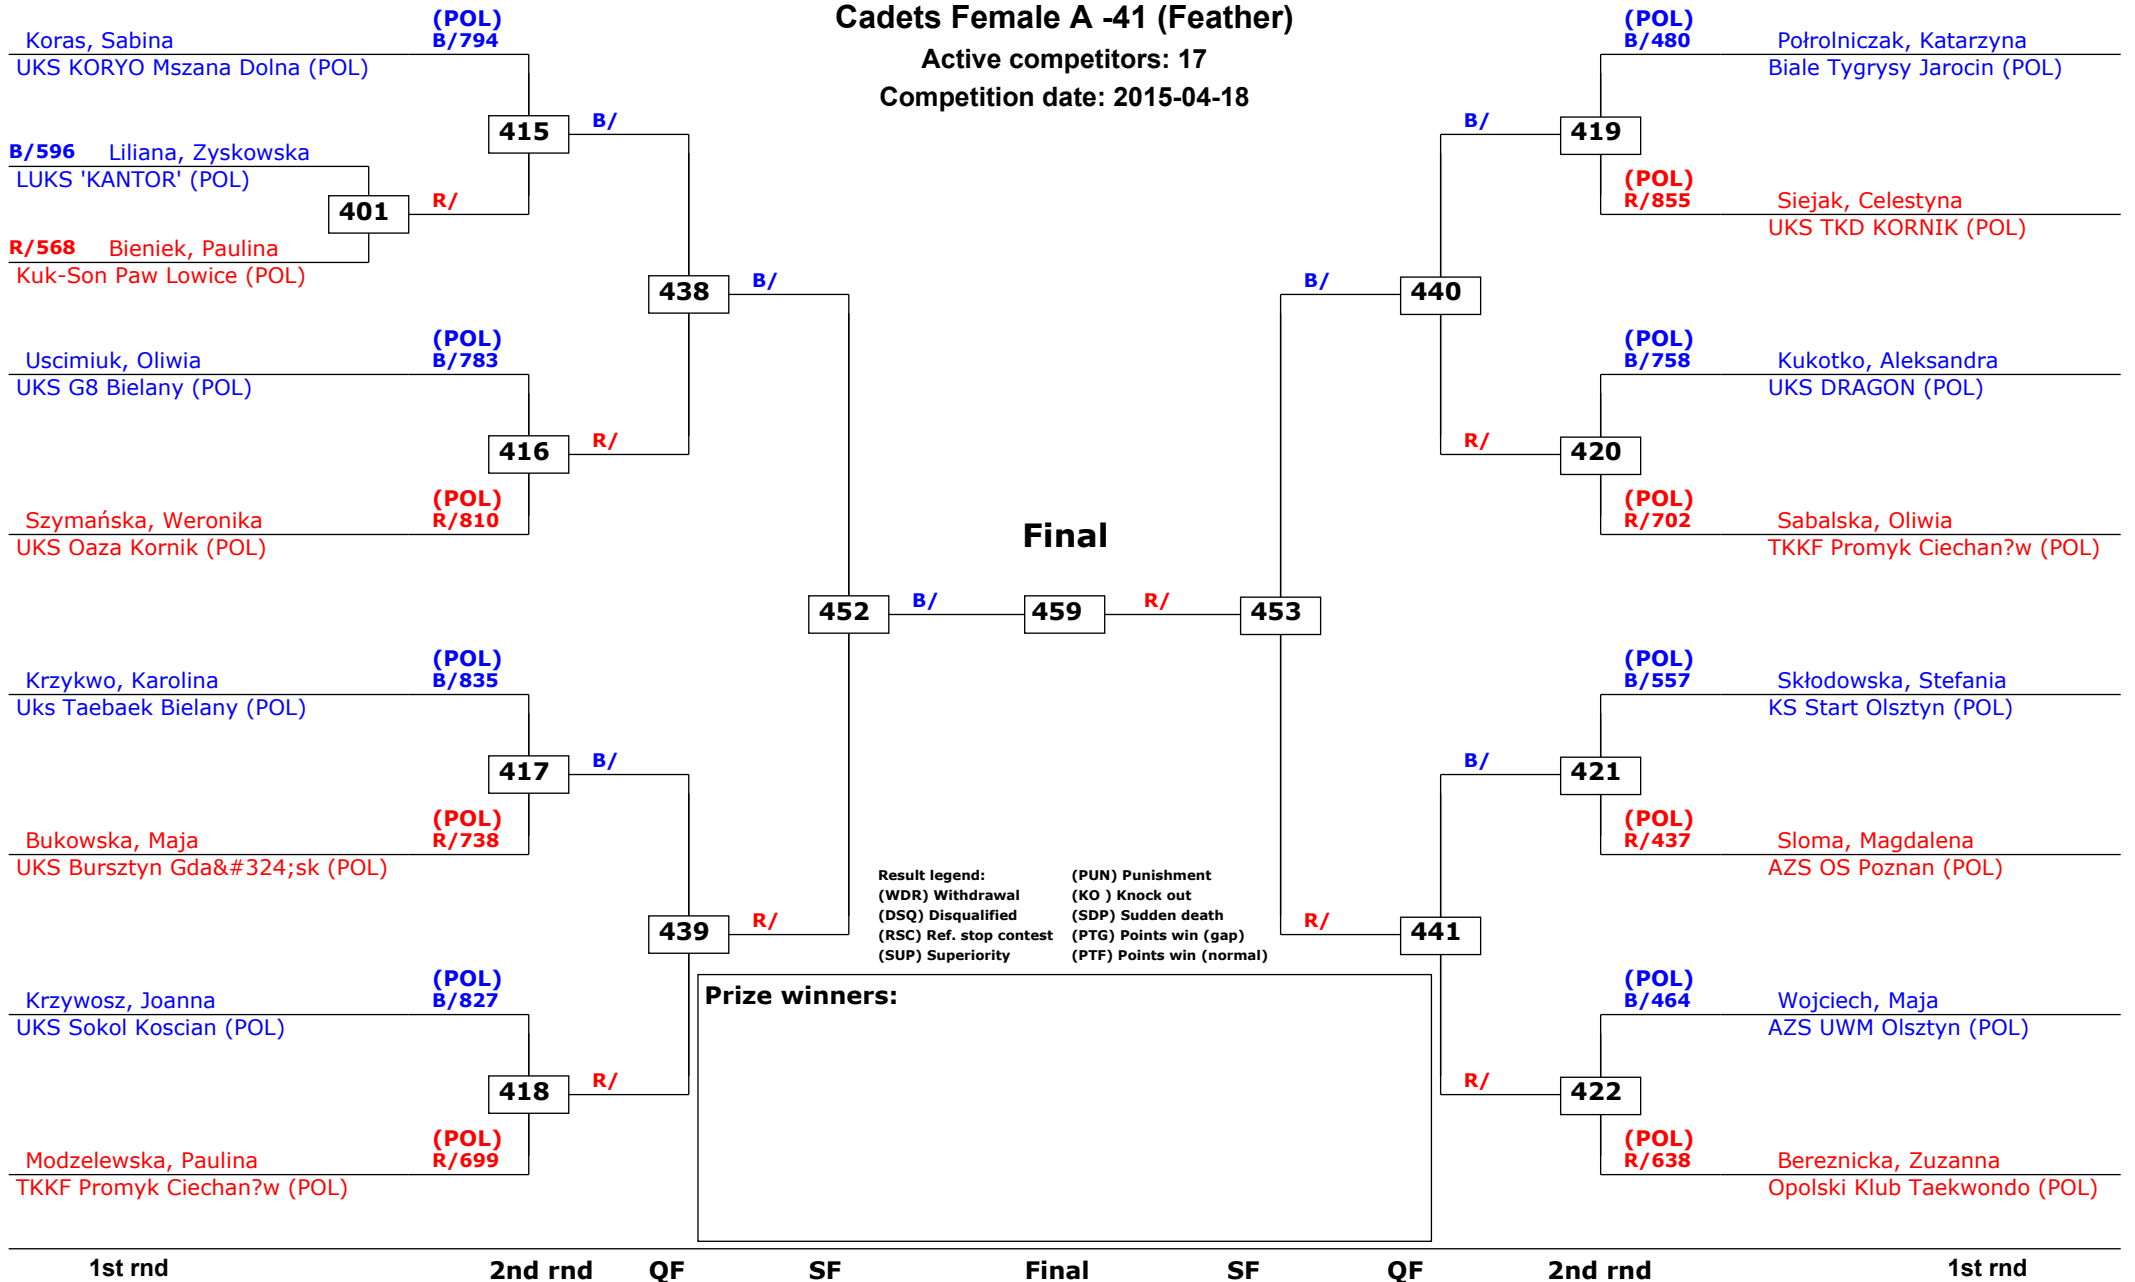 Cadets Female A -41 (Feather)
Active competitors: 17
Competition date: 2015-04-18
(POL)
Koras, Sabina B/794
UKS KORYO Mszana Dolna (POL)
415 B/
B/596 Liliana, Zyskowska
LUKS 'KANTOR' (POL)
401 R/
R/568 Bieniek, Paulina
Kuk-Son Paw Lowice (POL)
438 B/
(POL)
Uscimiuk, Oliwia B/783
UKS G8 Bielany (POL)
416 R/
(POL)
Szymańska, Weronika R/810
UKS Oaza Kornik (POL)
452 B/
(POL)
Krzykwo, Karolina B/835
Uks Taebaek Bielany (POL)
417 B/
(POL)
Bukowska, Maja R/738
UKS Bursztyn Gda&#324;sk (POL)
439 R/
(POL)
Krzywosz, Joanna B/827
UKS Sokol Koscian (POL)
418 R/
(POL)
Modzelewska, Paulina R/699
TKKF Promyk Ciechan?w (POL)
Final
459
(POL)
B/480 Połrolniczak, Katarzyna
Biale Tygrysy Jarocin (POL)
B/ 419
(POL)
R/855 Siejak, Celestyna
UKS TKD KORNIK (POL)
B/ 440
(POL)
B/758 Kukotko, Aleksandra
UKS DRAGON (POL)
R/ 420
(POL)
R/702 Sabalska, Oliwia
TKKF Promyk Ciechan?w (POL)
R/ 453
(POL)
B/557 Skłodowska, Stefania
KS Start Olsztyn (POL)
B/ 421
(POL)
R/437 Sloma, Magdalena
AZS OS Poznan (POL)
R/ 441
(POL)
B/464 Wojciech, Maja
AZS UWM Olsztyn (POL)
R/ 422
(POL)
R/638 Bereznicka, Zuzanna
Opolski Klub Taekwondo (POL)
Result legend: (PUN) Punishment
(WDR) Withdrawal (KO ) Knock out
(DSQ) Disqualified (SDP) Sudden death
(RSC) Ref. stop contest (PTG) Points win (gap)
(SUP) Superiority (PTF) Points win (normal)
Prize winners:
1st rnd 2nd rnd QF SF Final SF QF 2nd rnd 1st rnd